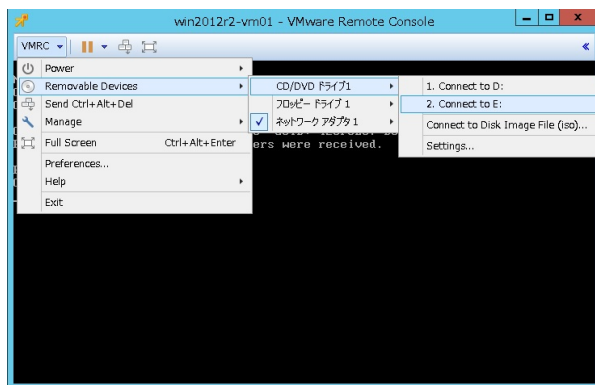 win2012r2-vm01 - VMware Remote Console
VMRC
Power
Removable Devices
CD/DVD ドライブ1
1. Connect to D:
Send Ctrl+Alt+Del
フロッピー ドライブ 1
2. Connect to E:
Manage
ネットワーク アダプタ 1
Connect to Disk Image File (iso)...
Full Screen Ctrl+Alt+Enter
ers were received.
Settings...
Preferences...
Help
Exit